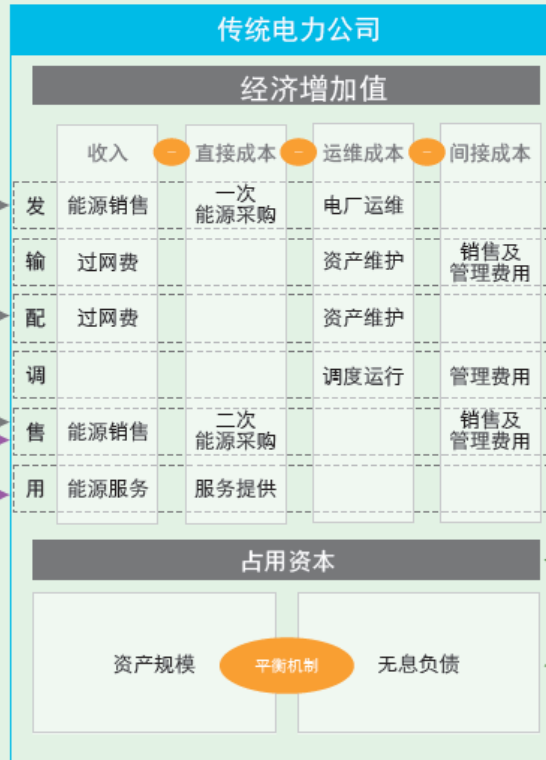 传统电力公司
经济增加值
收入 — 直接成本 — 运维成本 — 间接成本
发 能源销售 一次 电厂运维
能源采购
输 过网费 资产维护 销售及
管理费用
配 过网费 资产维护
调 调度运行 管理费用
售 能源销售 二次 销售及
能源采购 管理费用
用 能源服务 服务提供
占用资本
资产规模 平衡机制 无息负债